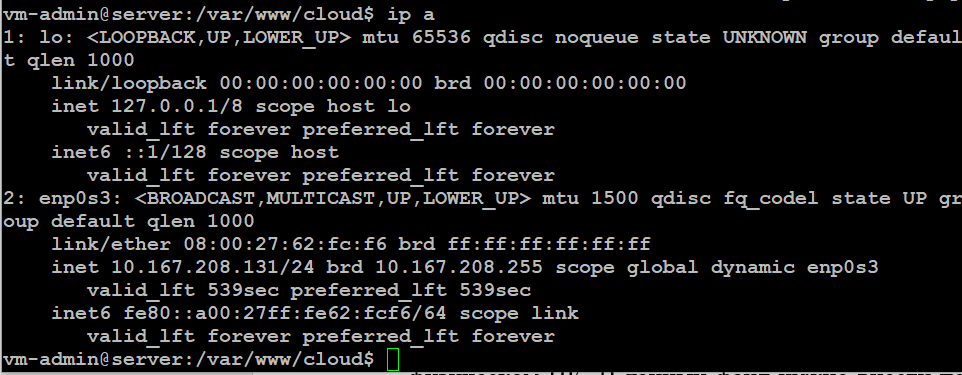 vm-admin@server:/var/www/cloud$ ip a
1: lo: <LOOPBACK,UP,LOWER_UP> mtu 65536 qdisc noqueue state UNKNOWN group defaul
t qlen 1000
    link/loopback 00:00:00:00:00:00 brd 00:00:00:00:00:00
    inet 127.0.0.1/8 scope host lo
       valid_lft forever preferred_lft forever
    inet6 ::1/128 scope host
       valid_lft forever preferred_lft forever
2: enp0s3: <BROADCAST,MULTICAST,UP,LOWER_UP> mtu 1500 qdisc fq_codel state UP gr
oup default qlen 1000
    link/ether 08:00:27:62:fc:f6 brd ff:ff:ff:ff:ff:ff
    inet 10.167.208.131/24 brd 10.167.208.255 scope global dynamic enp0s3
       valid_lft 539sec preferred_lft 539sec
    inet6 fe80::a00:27ff:fe62:fcf6/64 scope link
       valid_lft forever preferred_lft forever
vm-admin@server:/var/www/cloud$